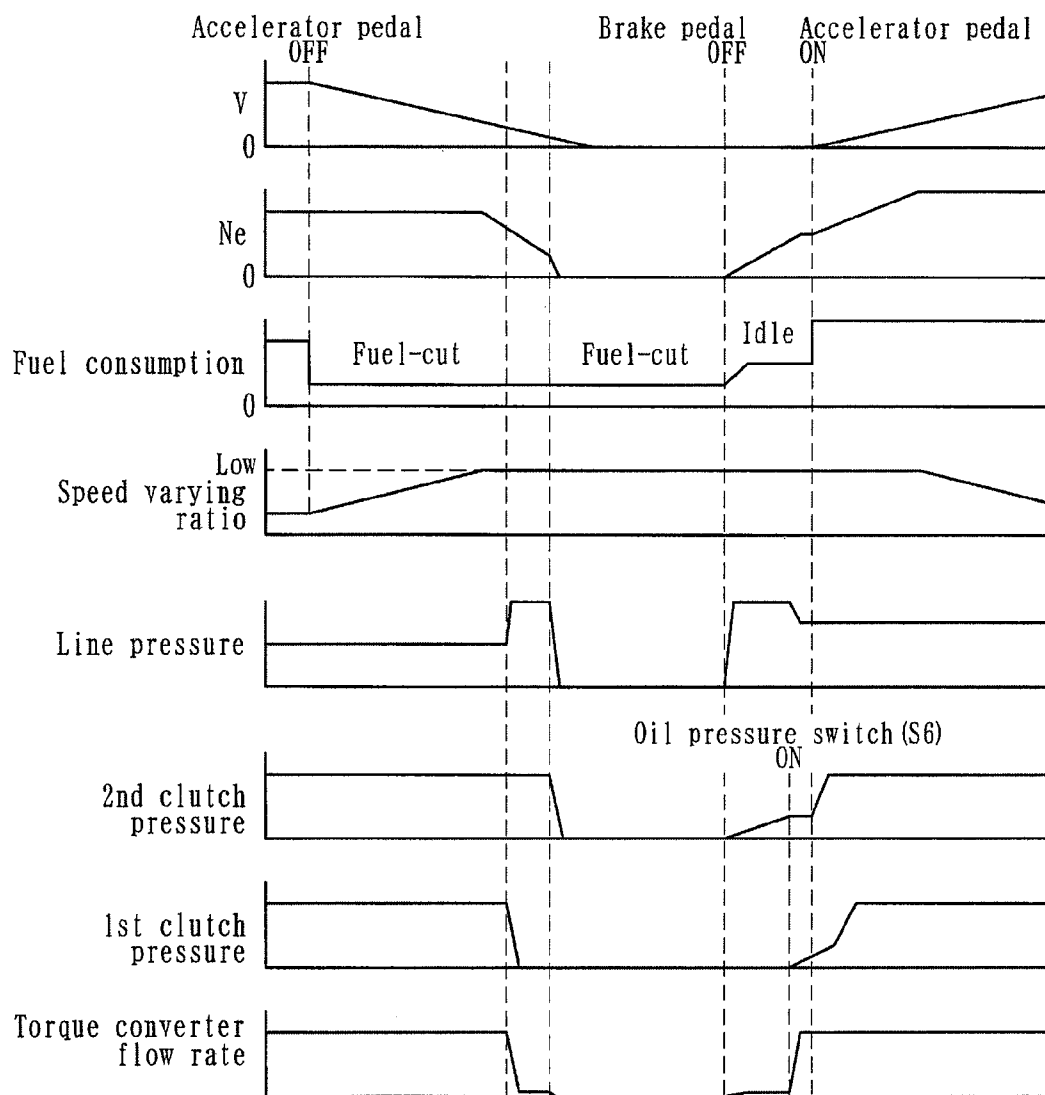 Accelerator pedal
OFF
Brake pedal
OFF
Accelerator pedal
ON
V
0
Ne
0
Fuel consumption
0
Fuel-cut
Fuel-cut
Idle
Low
Speed varying
ratio
Line pressure
Oil pressure switch(S6)
ON
2nd clutch
pressure
1st clutch
pressure
Torque converter
flow rate